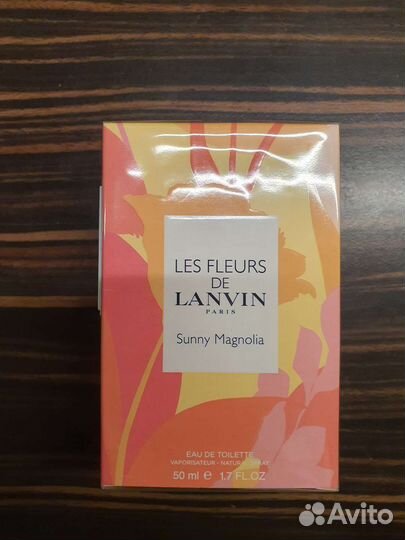 LES FLEURS
DE
LANVIN
PARIS
Sunny Magnolia
EAU DE TOILETTE
VAPORISATEUR - NATURAL SPRAY
50 ml e 1.7 FL.OZ
Avito